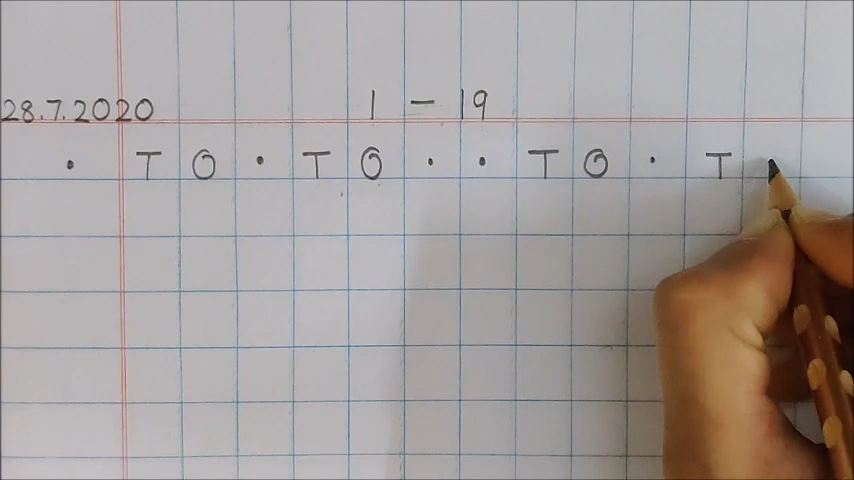 28.7.2020 1 - 19
. T O . T O . . T O . T